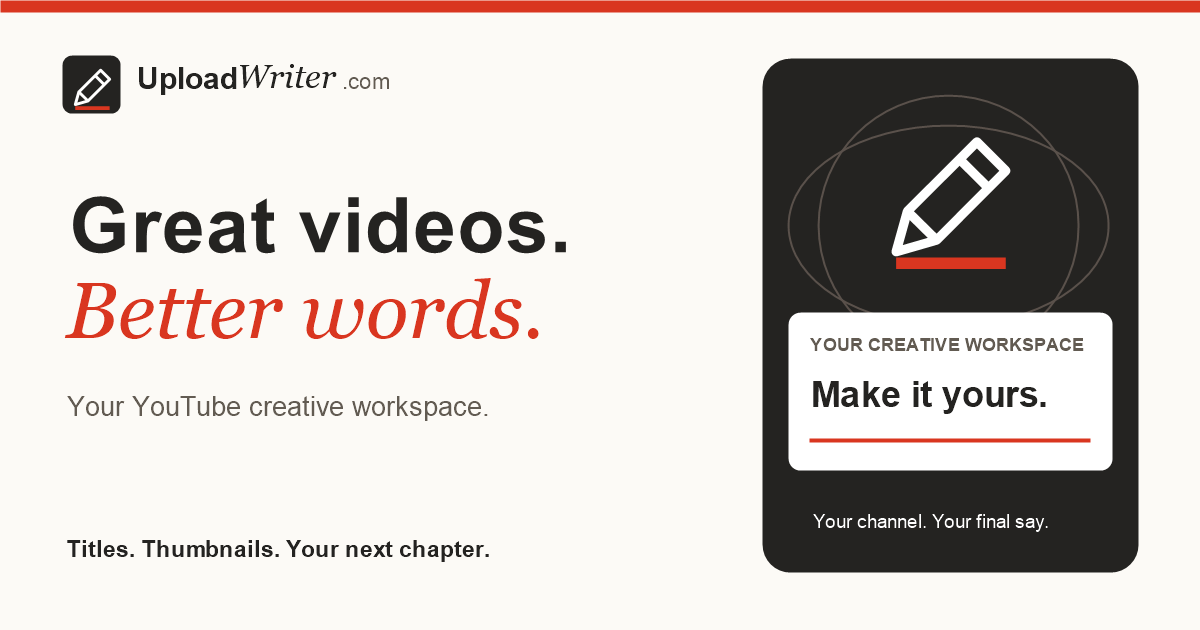 UploadWriter .com
Great videos.
Better words.
Your YouTube creative workspace.
Titles. Thumbnails. Your next chapter.
YOUR CREATIVE WORKSPACE
Make it yours.
Your channel. Your final say.